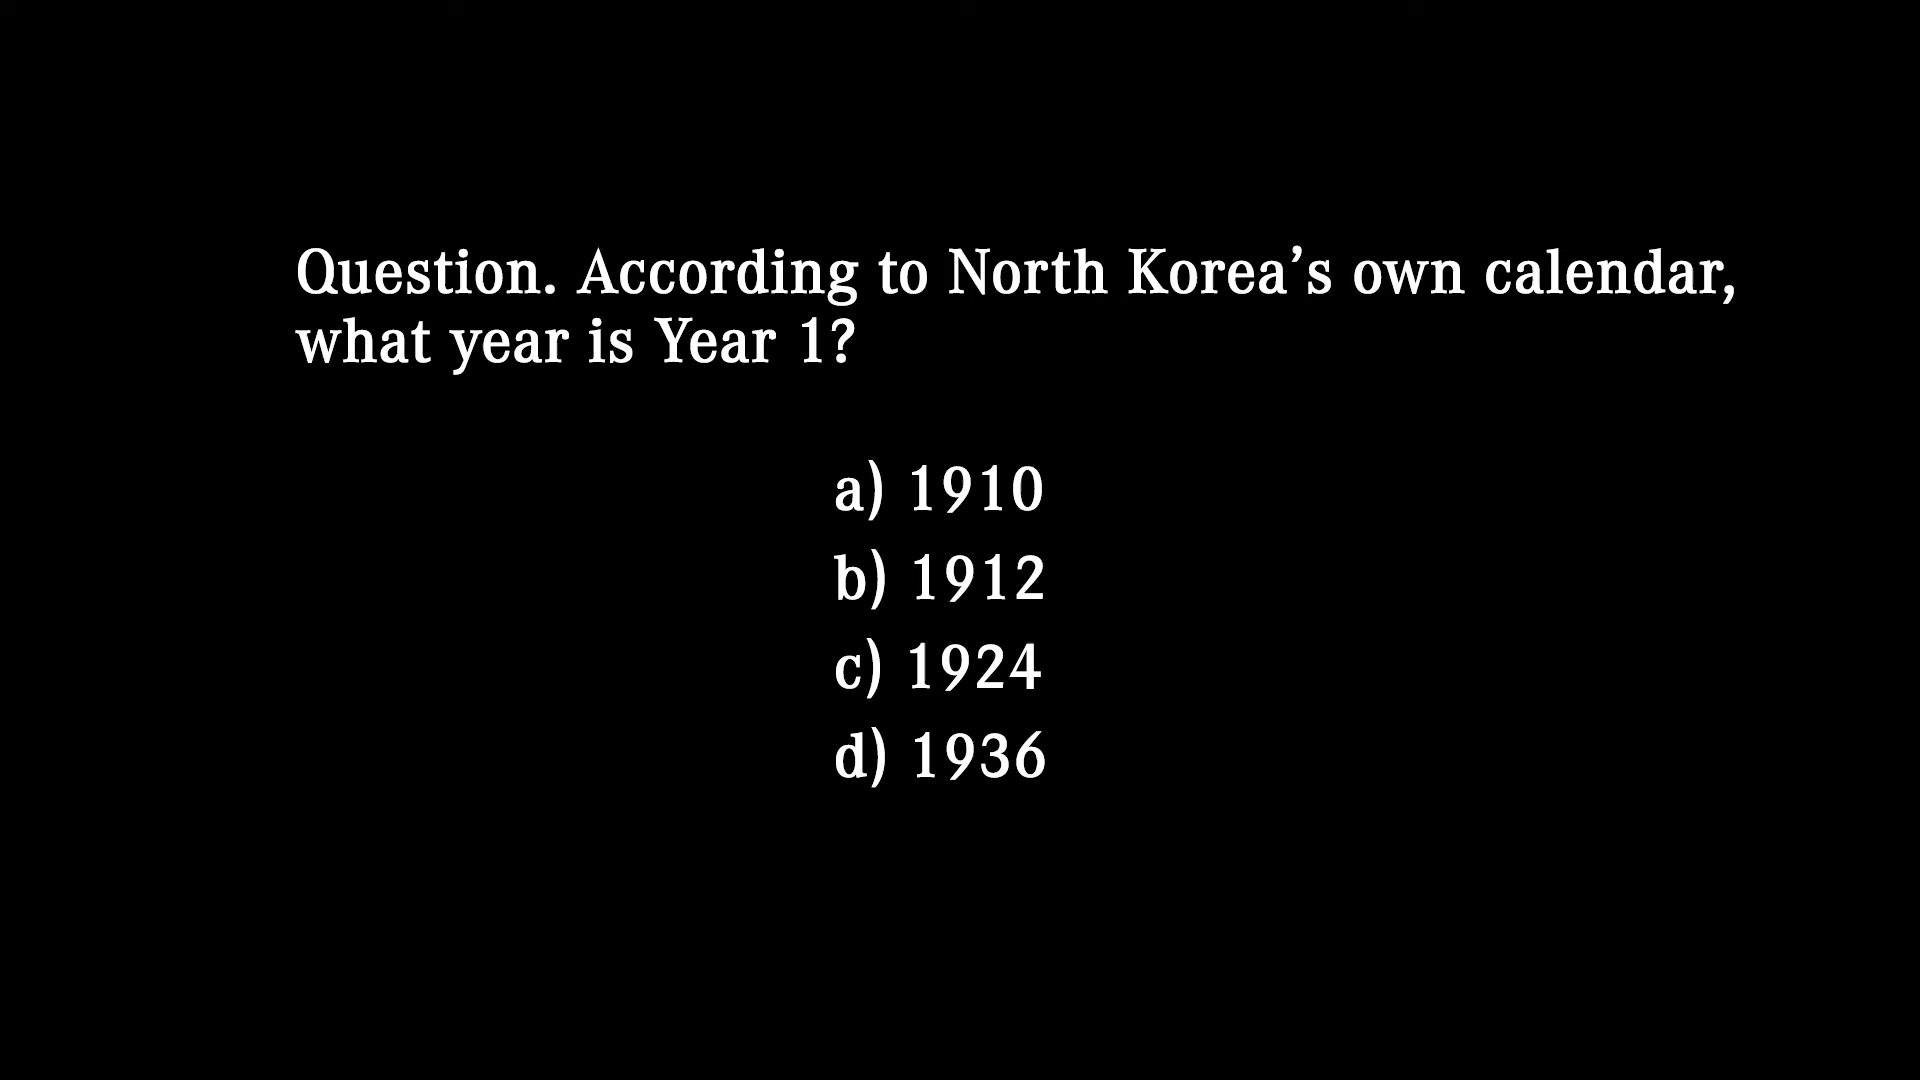 Question. According to North Korea’s own calendar,
what year is Year 1?
a) 1910
b) 1912
c) 1924
d) 1936